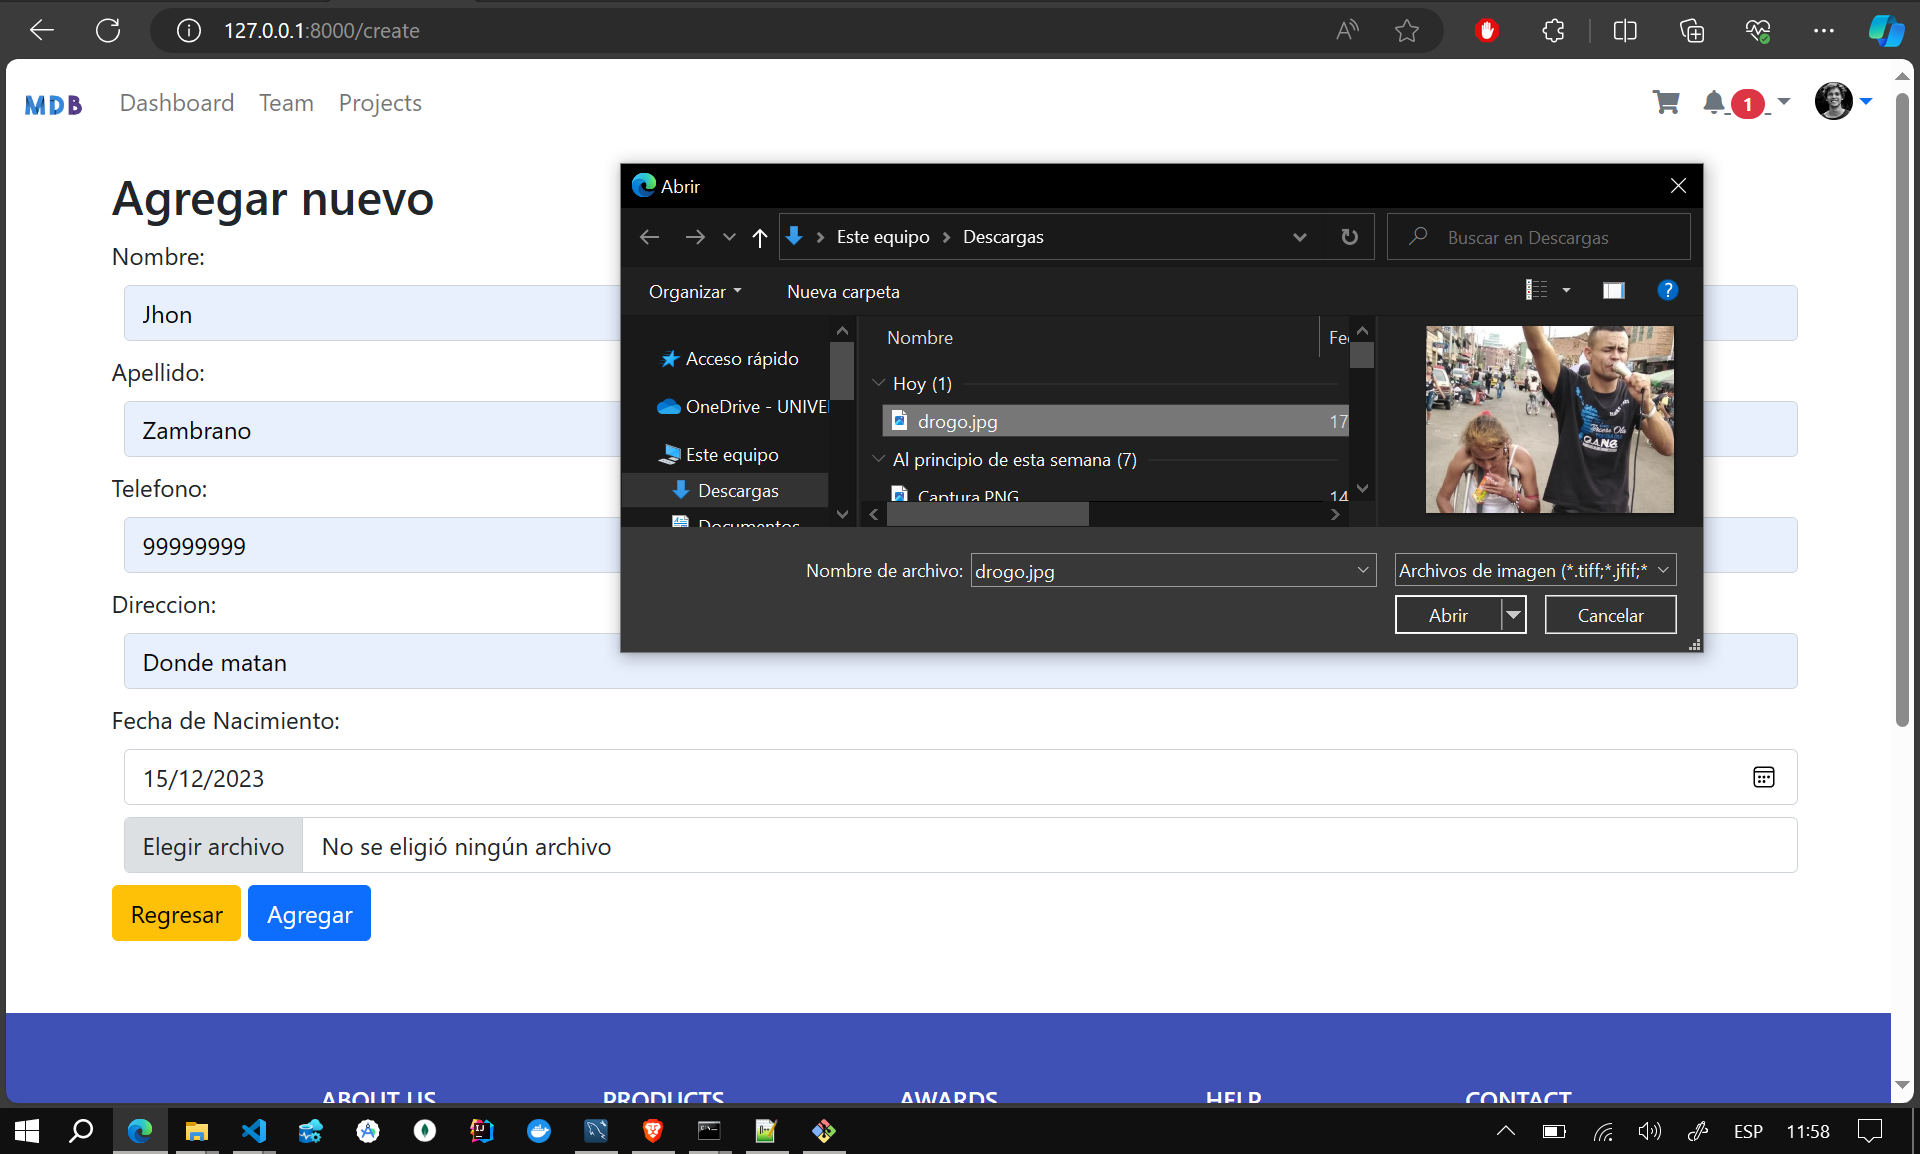 127.0.0.1:8000/create
MDB
Dashboard
Team
Projects
1
Agregar nuevo
Nombre:
Jhon
Apellido:
Zambrano
Telefono:
99999999
Direccion:
Donde matan
Fecha de Nacimiento:
15/12/2023
Elegir archivo
No se eligió ningún archivo
Regresar
Agregar
Abrir
Este equipo
Descargas
Buscar en Descargas
Organizar
Nueva carpeta
Acceso rápido
OneDrive - UNIVE
Este equipo
Descargas
Documentos
Nombre
Fec
Hoy (1)
drogo.jpg
17
Al principio de esta semana (7)
Captura.PNG
14
Nombre de archivo:
drogo.jpg
Archivos de imagen (*.tiff;*.jfif;*
Abrir
Cancelar
ABOUT US
PRODUCTS
AWARDS
HELP
CONTACT
ESP
11:58